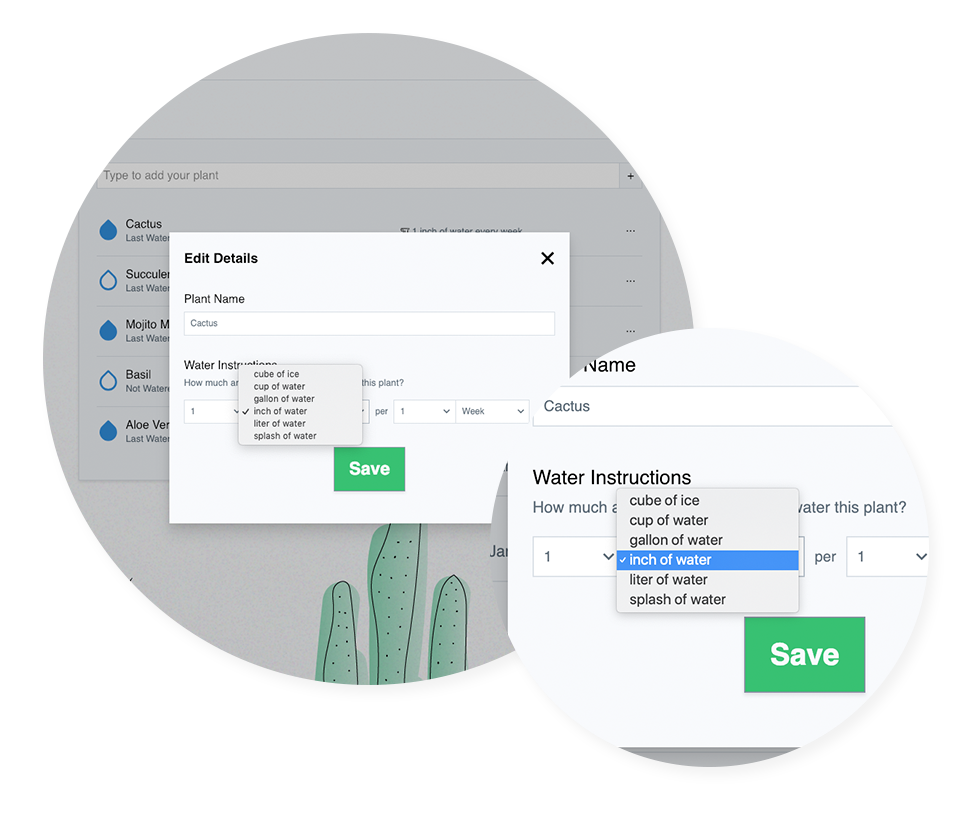 Type to add your plant +
Cactus
Last Water
1 inch of water every week ...
Edit Details
Plant Name
Cactus
Succulen
Last Water
...
Mojito M
Last Water
...
Basil
Not Watere
Aloe Ver
Last Water
Water Instructions
How much a
this plant?
1
cube of ice
cup of water
gallon of water
inch of water
liter of water
splash of water
per
1
Week
Save
Jan
Name
Cactus
Water Instructions
How much a
water this plant?
1
cube of ice
cup of water
gallon of water
inch of water
liter of water
splash of water
per
1
Save